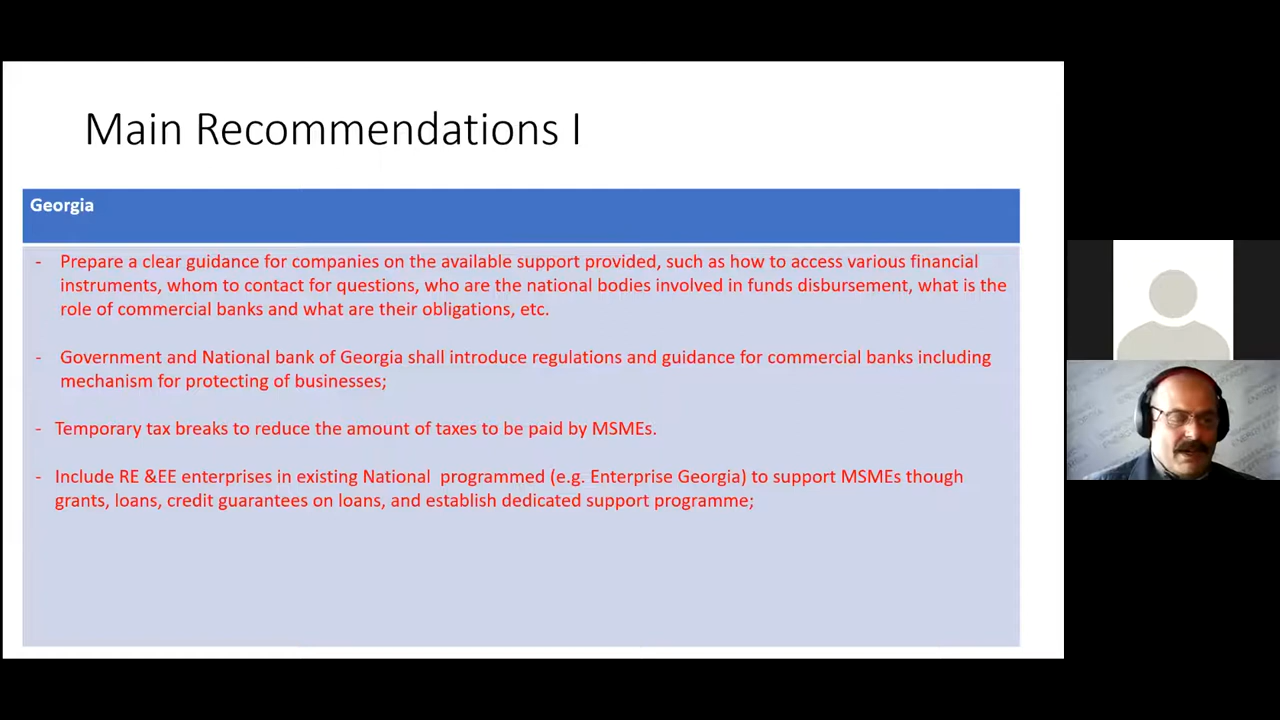 Main Recommendations I
Georgia
- Prepare a clear guidance for companies on the available support provided, such as how to access various financial
instruments, whom to contact for questions, who are the national bodies involved in funds disbursement, what is the
role of commercial banks and what are their obligations, etc.
- Government and National bank of Georgia shall introduce regulations and guidance for commercial banks including
mechanism for protecting of businesses;
- Temporary tax breaks to reduce the amount of taxes to be paid by MSMEs.
- Include RE &EE enterprises in existing National programmed (e.g. Enterprise Georgia) to support MSMEs though
grants, loans, credit guarantees on loans, and establish dedicated support programme;